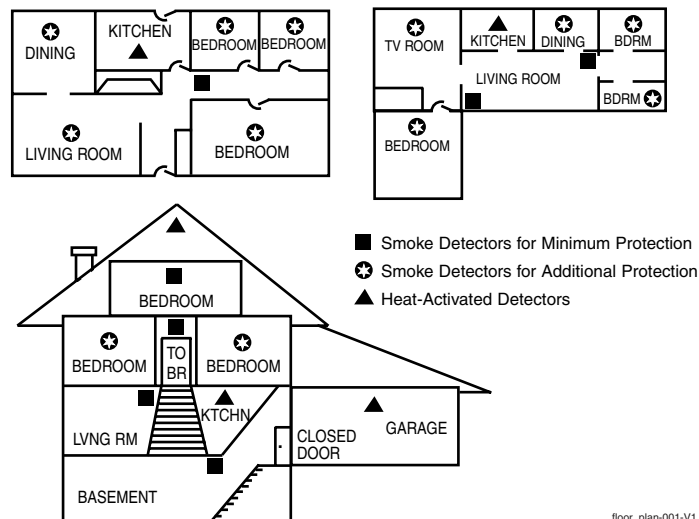 DINING
KITCHEN
BEDROOM
BEDROOM
LIVING ROOM
BEDROOM
TV ROOM
KITCHEN
DINING
BDRM
LIVING ROOM
BDRM
BEDROOM
Smoke Detectors for Minimum Protection
Smoke Detectors for Additional Protection
Heat-Activated Detectors
BEDROOM
BEDROOM
TO
BR
BEDROOM
LVNG RM
KTCHN
CLOSED
DOOR
GARAGE
BASEMENT
floor_plan-001-V1